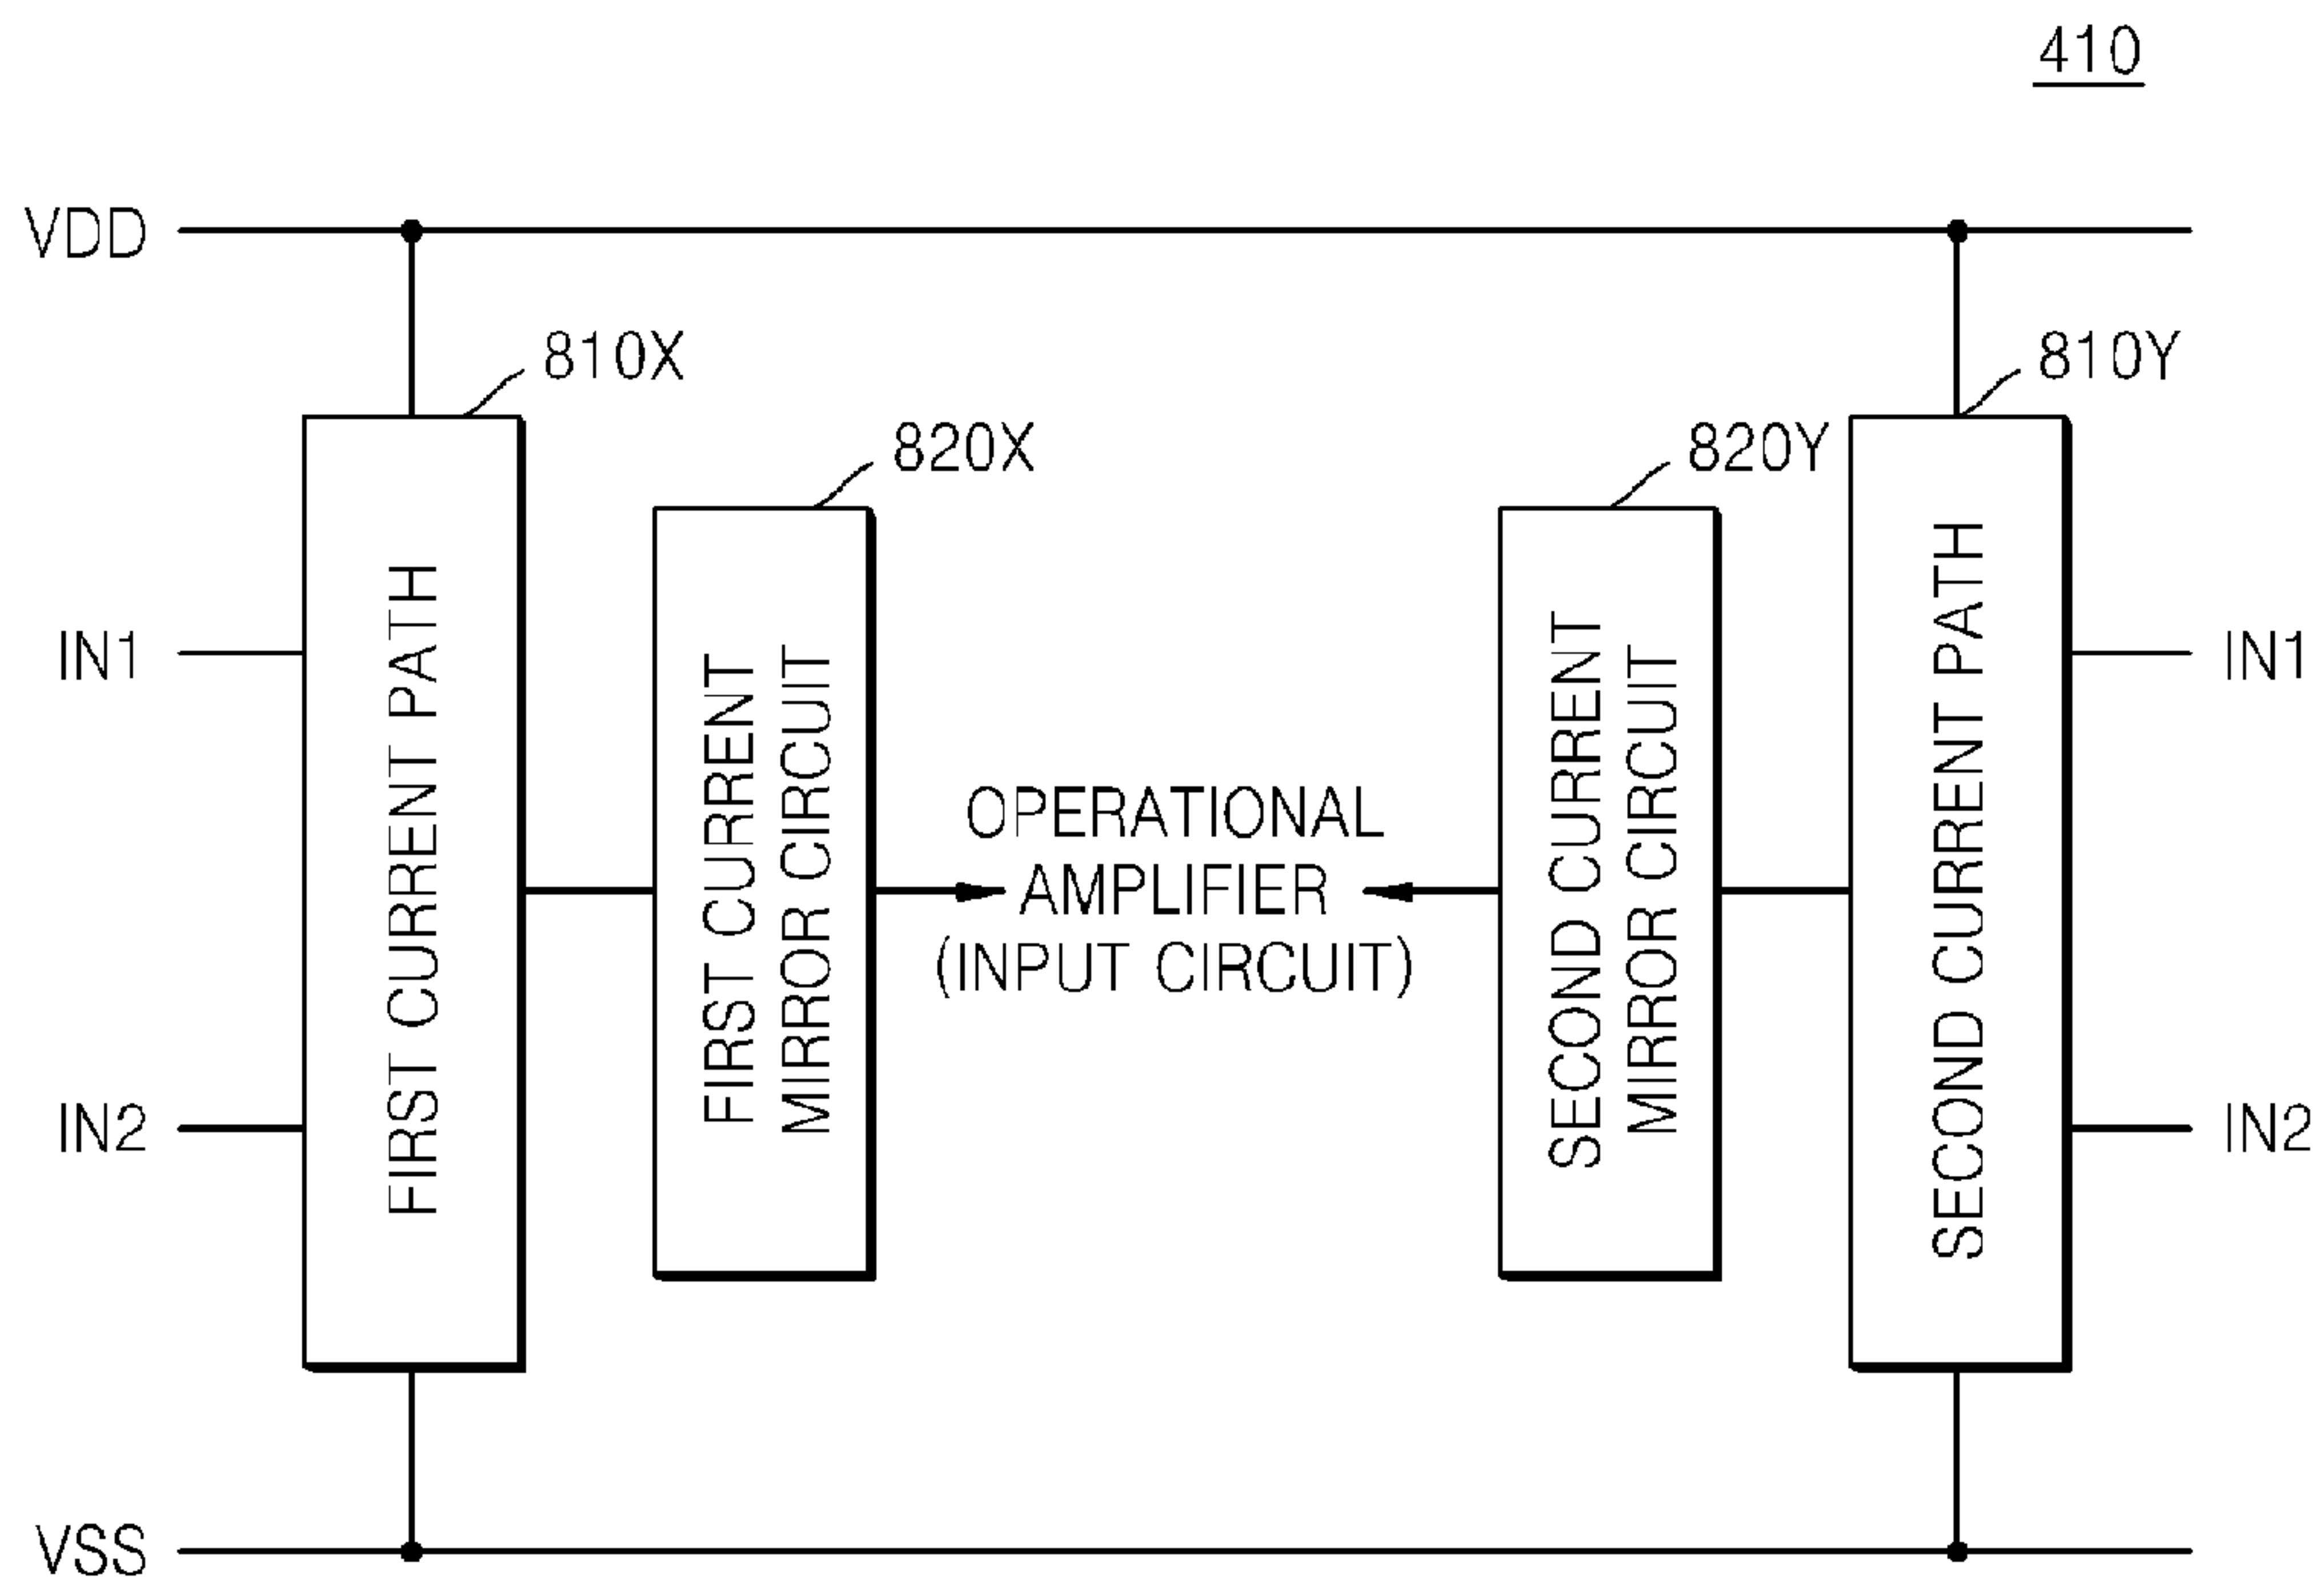 410
VDD
810X
810Y
820X
820Y
IN1
FIRST CURRENT PATH
FIRST CURRENT
MIRROR CIRCUIT
OPERATIONAL
AMPLIFIER
(INPUT CIRCUIT)
SECOND CURRENT
MIRROR CIRCUIT
SECOND CURRENT PATH
IN1
IN2
IN2
VSS